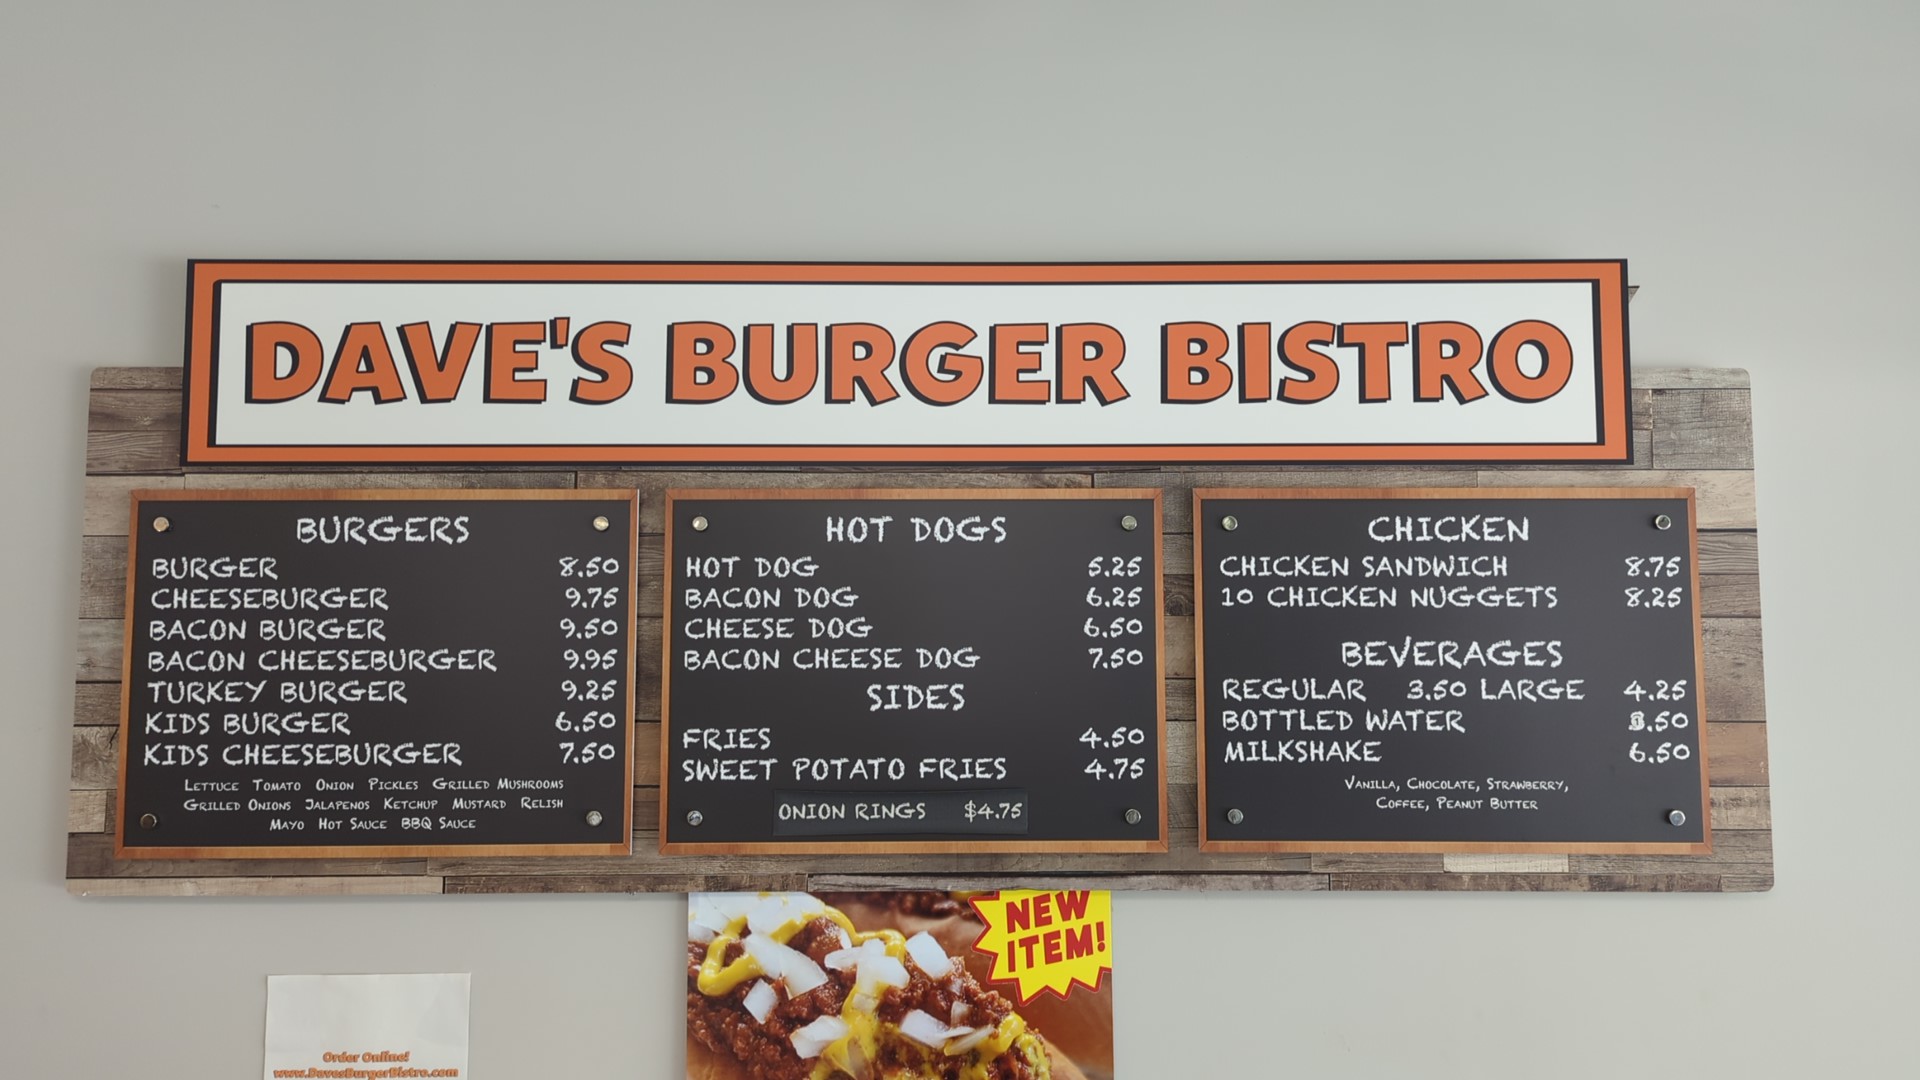 DAVE'S BURGER BISTRO
BURGERS
BURGER 8.50
CHEESEBURGER 9.75
BACON BURGER 9.50
BACON CHEESEBURGER 9.95
TURKEY BURGER 9.25
KIDS BURGER 6.50
KIDS CHEESEBURGER 7.50
LETTUCE TOMATO ONION PICKLES GRILLED MUSHROOMS
GRILLED ONIONS JALAPENOS KETCHUP MUSTARD RELISH
MAYO HOT SAUCE BBQ SAUCE
HOT DOGS
HOT DOG 5.25
BACON DOG 6.25
CHEESE DOG 6.50
BACON CHEESE DOG 7.50
SIDES
FRIES 4.50
SWEET POTATO FRIES 4.75
ONION RINGS $4.75
CHICKEN
CHICKEN SANDWICH 8.75
10 CHICKEN NUGGETS 8.25
BEVERAGES
REGULAR 3.50 LARGE 4.25
BOTTLED WATER
MILKSHAKE 6.50
VANILLA, CHOCOLATE, STRAWBERRY,
COFFEE, PEANUT BUTTER
NEW
ITEM!
Order Online!
www.DavesBurgerBistro.com